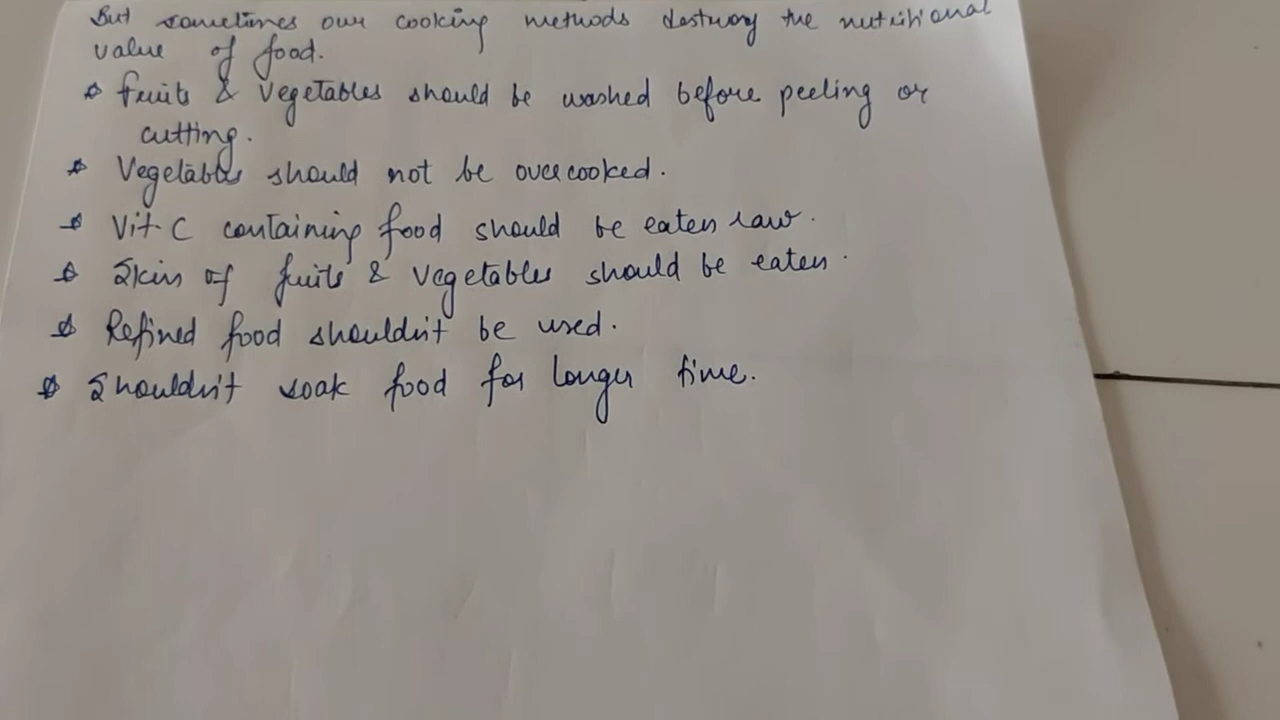 But sometimes our cooking methods destroy the nutritional
value of food.
* Fruits & Vegetables should be washed before peeling or
cutting.
* Vegetables should not be overcooked.
* Vit. C containing food should be eaten raw.
* Skin of fruits & Vegetables should be eaten.
* Refined food shouldn't be used.
* Shouldn't soak food for longer time.